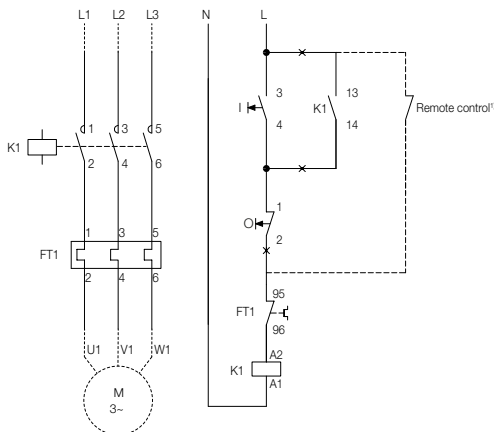 L1 L2 L3 N L
3 13
I K1 Remote control¹⁾
4 14
1 3 5
K1
2 4 6
1
O
2
1 3 5
FT1
2 4 6
95
FT1
96
U1 V1 W1
A2
K1
A1
M
3~